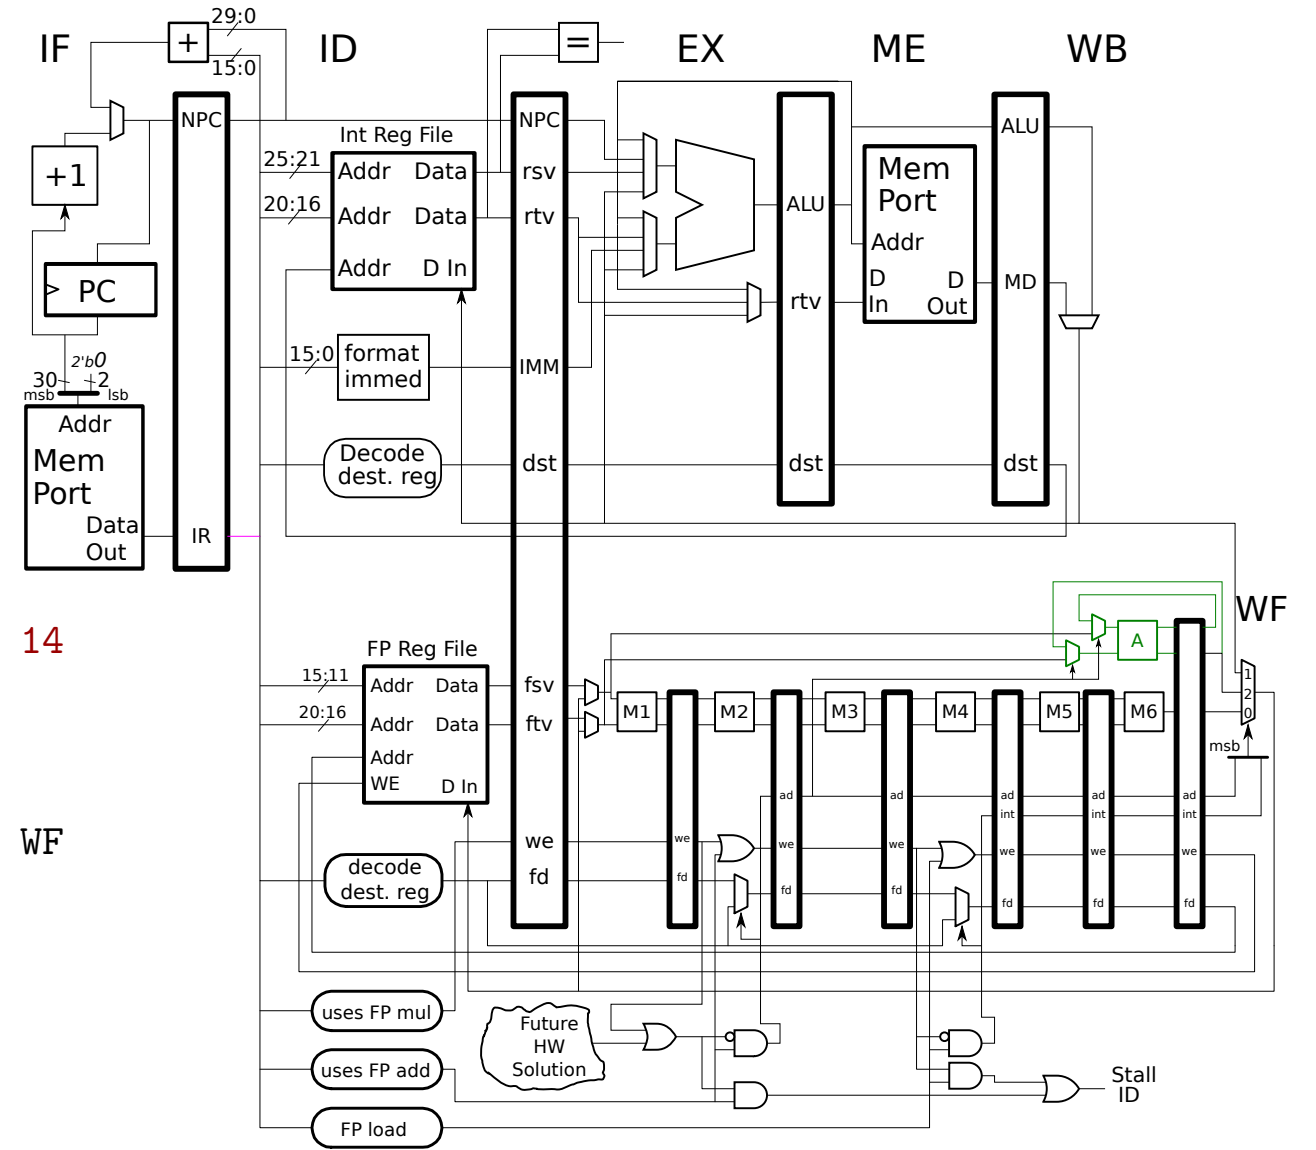 IF
ID
EX
ME
WB
29:0
15:0
+
=
NPC
NPC
ALU
Int Reg File
25:21
Addr
Data
rsv
20:16
Addr
Data
rtv
Addr
D In
+1
PC
Mem
Port
Addr
D
In
D
Out
ALU
rtv
MD
15:0
format
immed
IMM
2'b0
30
2
msb
lsb
Addr
Mem
Port
Data
Out
IR
Decode
dest. reg
dst
dst
dst
WF
14
FP Reg File
A
15:11
Addr
Data
fsv
20:16
Addr
Data
ftv
Addr
WE
D In
M1
M2
M3
M4
M5
M6
1
2
0
msb
ad
ad
ad
ad
ad
int
int
int
WF
we
we
we
we
we
we
we
decode
dest. reg
fd
fd
fd
fd
fd
fd
fd
uses FP mul
Future
HW
Solution
uses FP add
Stall
ID
FP load